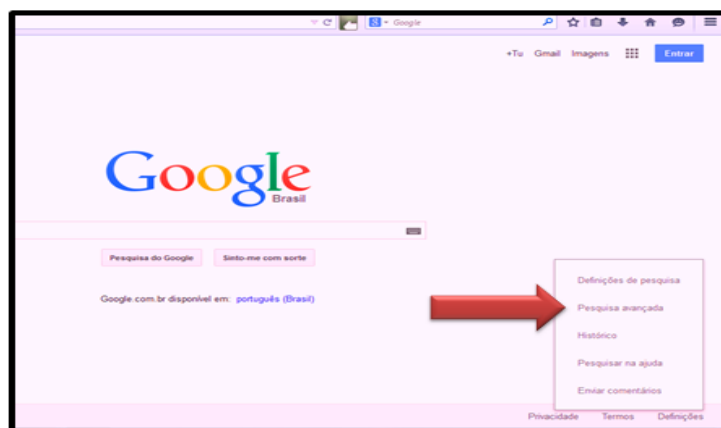 Google
+Tu Gmail Imagens Entrar
Google
Brasil
Pesquisa do Google Sinto-me com sorte
Google.com.br disponível em: português (Brasil)
Definições de pesquisa
Pesquisa avançada
Histórico
Pesquisar na ajuda
Enviar comentários
Privacidade Termos Definições